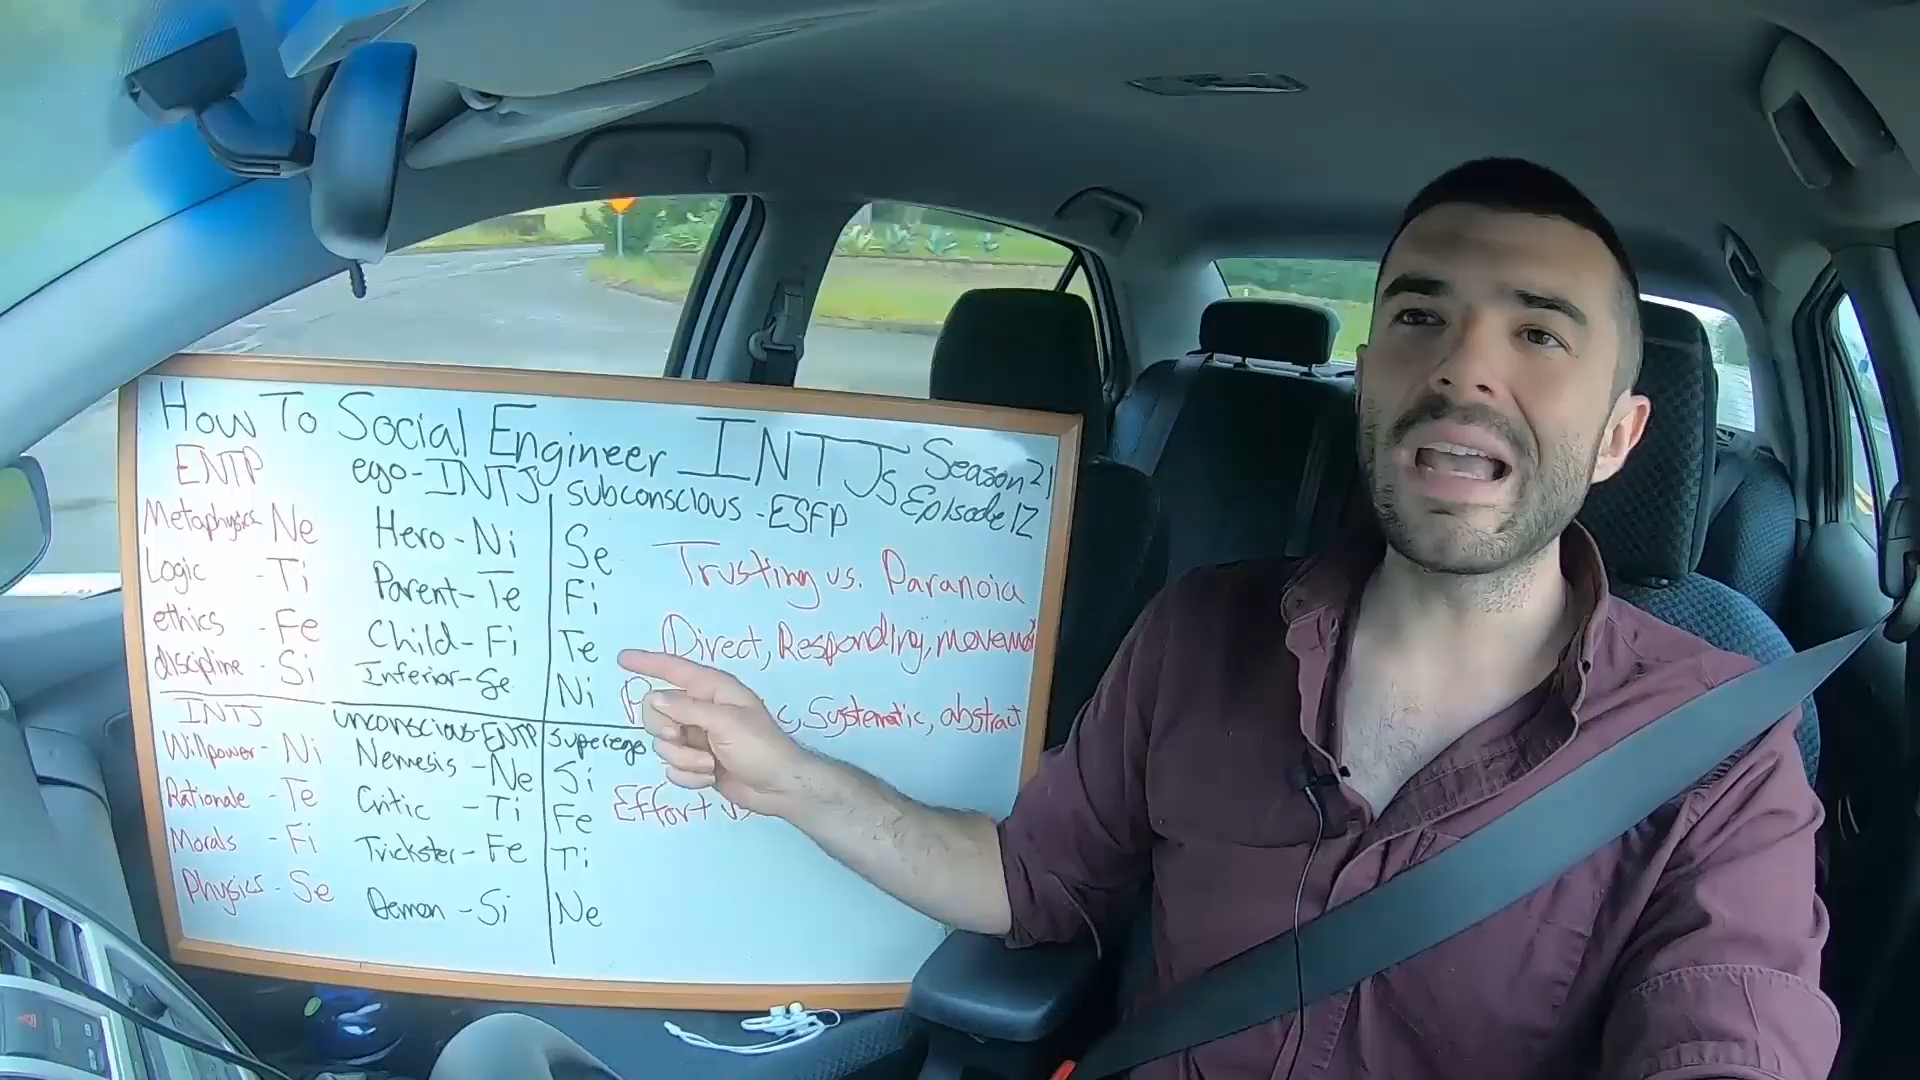 How To Social Engineer INTJs
Season 21
Episode 12
ENTP
Metaphysics Ne
Logic - Ti
ethics - Fe
discipline - Si
INTJ
Willpower - Ni
Rationale - Te
Morals - Fi
Physics - Se
ego - INTJ
Hero - Ni
Parent - Te
Child - Fi
Inferior - Se
subconscious - ESFP
Se
Fi
Te
Ni
unconscious - ENTP
Nemesis - Ne
Critic - Ti
Trickster - Fe
Demon - Si
superego
Si
Fe
Ti
Ne
Trusting vs. Paranoia
Direct, Responding, movement
Systematic, abstract
Effort vs